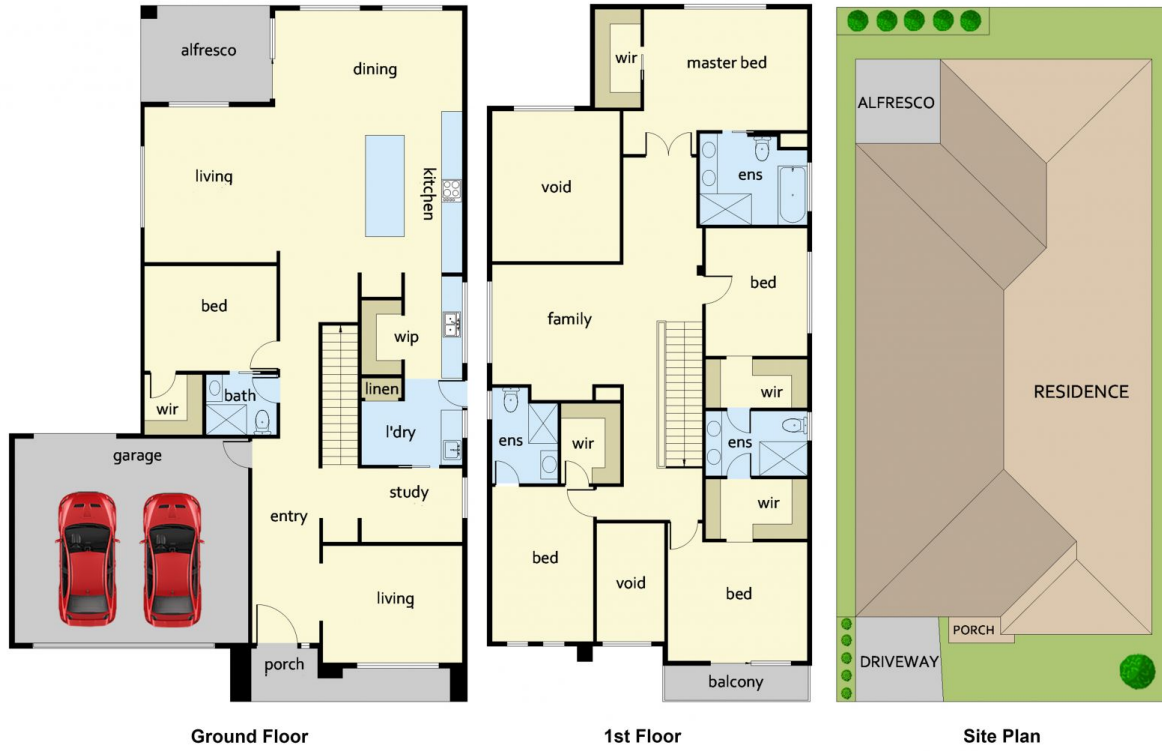 alfresco
dining
living
kitchen
bed
wip
linen
wir
bath
l'dry
garage
study
entry
living
porch
Ground Floor
wir
master bed
void
ens
bed
family
wir
ens
wir
ens
wir
bed
void
bed
balcony
1st Floor
ALFRESCO
RESIDENCE
PORCH
DRIVEWAY
Site Plan